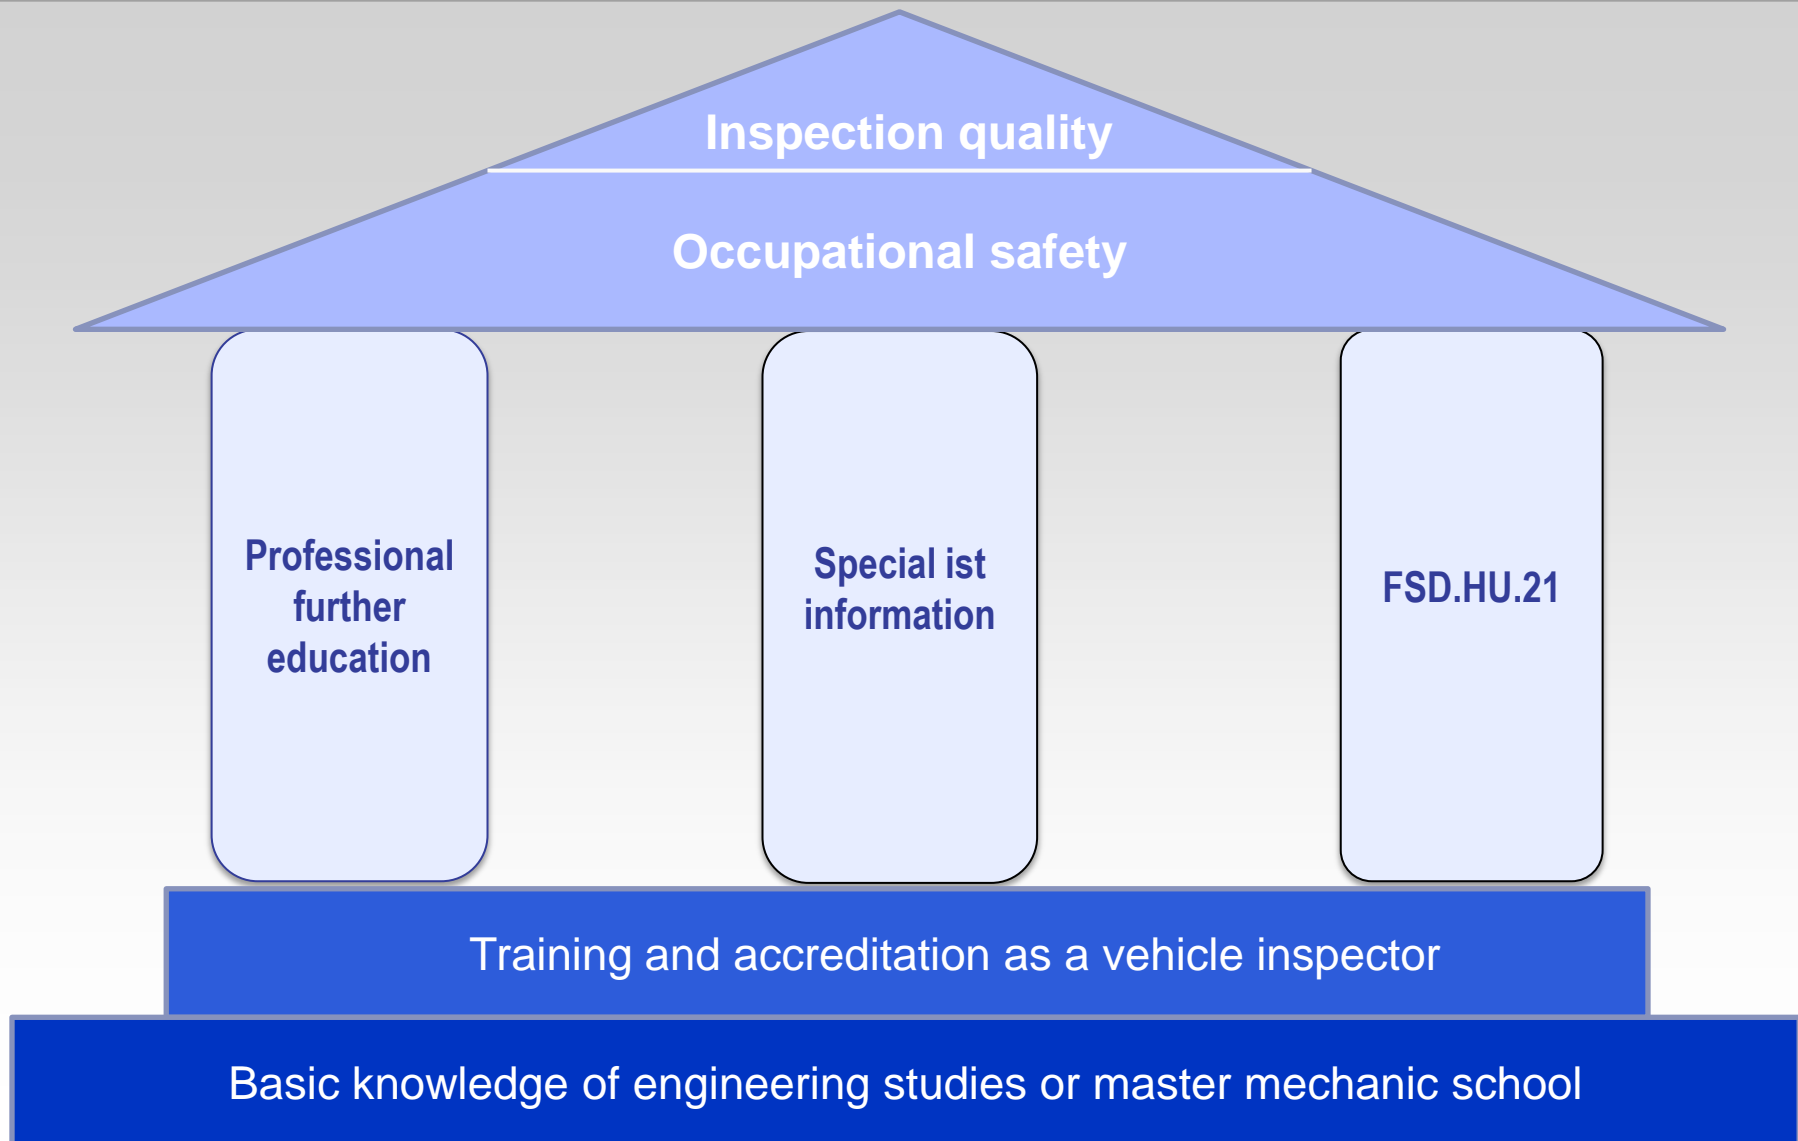 Inspection quality
Occupational safety
Professional
further
education
Special ist
information
FSD.HU.21
Training and accreditation as a vehicle inspector
Basic knowledge of engineering studies or master mechanic school